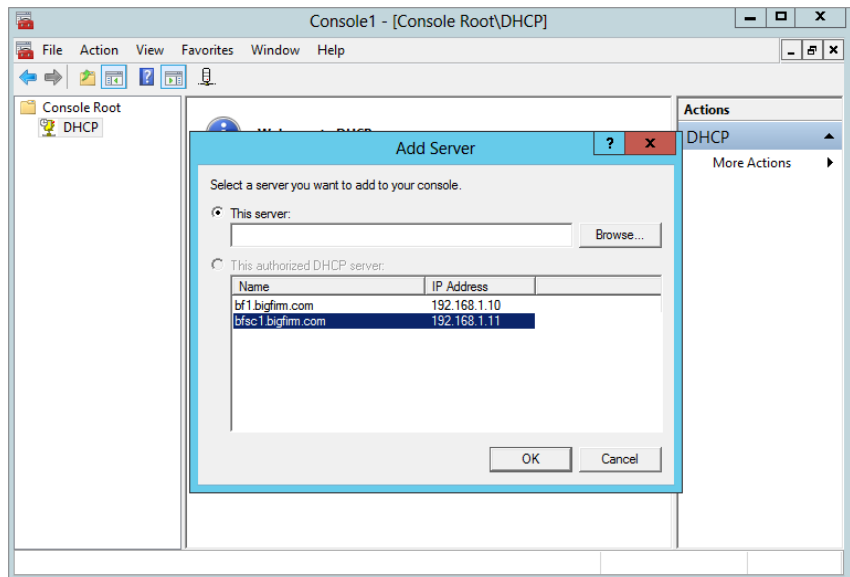 Console1 - [Console Root\DHCP]
File Action View Favorites Window Help
Console Root
DHCP
Actions
DHCP
More Actions
Add Server
Select a server you want to add to your console.
This server:
Browse...
This authorized DHCP server:
Name IP Address
bf1.bigfirm.com 192.168.1.10
bfsc1.bigfirm.com 192.168.1.11
OK Cancel